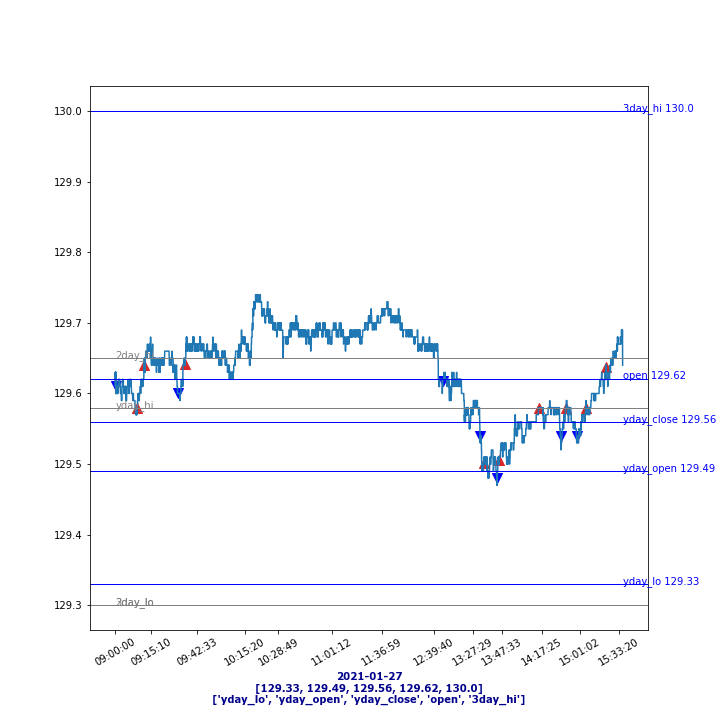 130.0
3day_hi 130.0
129.9
129.8
129.7
2day_
129.6
open 129.62
yday_hi
yday_close 129.56
129.5
yday_open 129.49
129.4
yday_lo 129.33
129.3
3day_lo
09:00:00 09:15:10 09:42:33 10:15:20 10:28:49 11:01:12 11:36:59 12:39:40 13:27:29 13:47:33 14:17:25 15:01:02 15:33:20
2021-01-27
[129.33, 129.49, 129.56, 129.62, 130.0]
['yday_lo', 'yday_open', 'yday_close', 'open', '3day_hi']